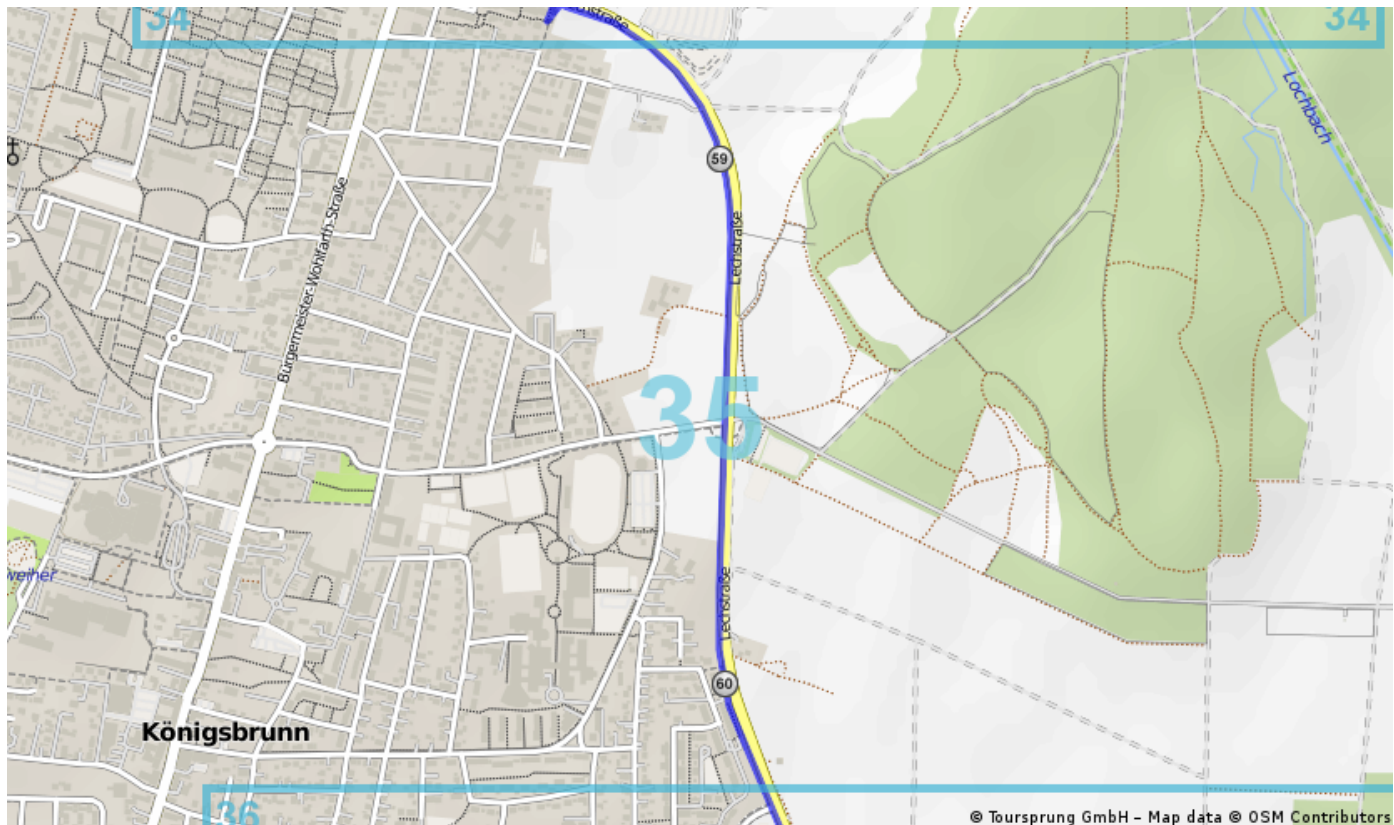 34
34
Lochbach
59
Bürgermeister-Wohlfarth-Straße
Lechstraße
35
weiher
Lechstraße
60
Königsbrunn
36
© Toursprung GmbH – Map data © OSM Contributors